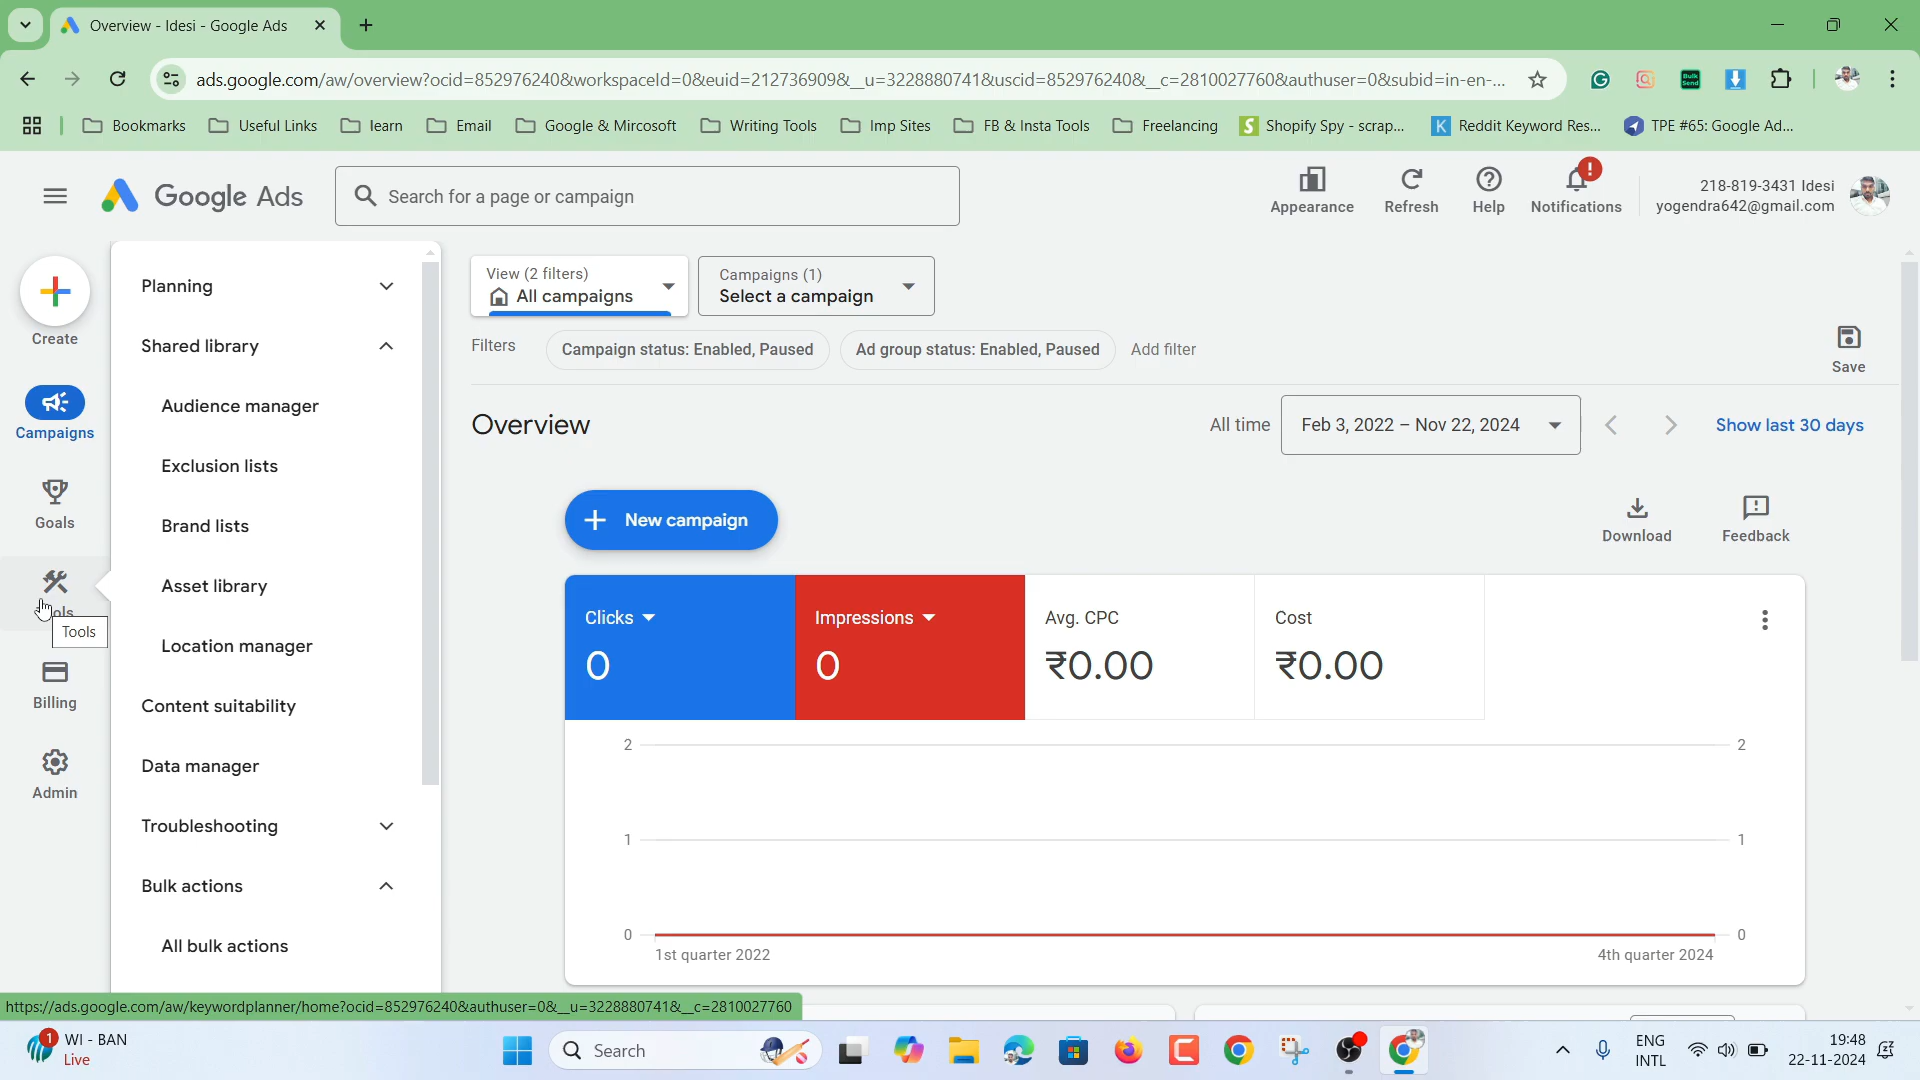 Overview - Idesi - Google Ads
ads.google.com/aw/overview?ocid=852976240&workspaceId=0&euid=212736909&__u=3228880741&uscid=852976240&__c=2810027760&authuser=0&subid=in-en-...
Bookmarks Useful Links learn Email Google & Mircosoft Writing Tools Imp Sites FB & Insta Tools Freelancing Shopify Spy - scrap... Reddit Keyword Res... TPE #65: Google Ad...
Google Ads
Search for a page or campaign
Appearance Refresh Help Notifications
218-819-3431 Idesi
yogendra642@gmail.com
Create
Campaigns
Goals
Tools
Billing
Admin
Planning
Shared library
Audience manager
Exclusion lists
Brand lists
Asset library
Location manager
Content suitability
Data manager
Troubleshooting
Bulk actions
All bulk actions
View (2 filters)
All campaigns
Campaigns (1)
Select a campaign
Filters Campaign status: Enabled, Paused Ad group status: Enabled, Paused Add filter
Save
Overview
All time Feb 3, 2022 – Nov 22, 2024 Show last 30 days
New campaign
Download Feedback
Clicks Impressions Avg. CPC Cost
0 0 ₹0.00 ₹0.00
2 2
1 1
0 0
1st quarter 2022 4th quarter 2024
https://ads.google.com/aw/keywordplanner/home?ocid=852976240&authuser=0&__u=3228880741&__c=2810027760
1
WI - BAN
Live
Search
ENG
INTL
19:48
22-11-2024